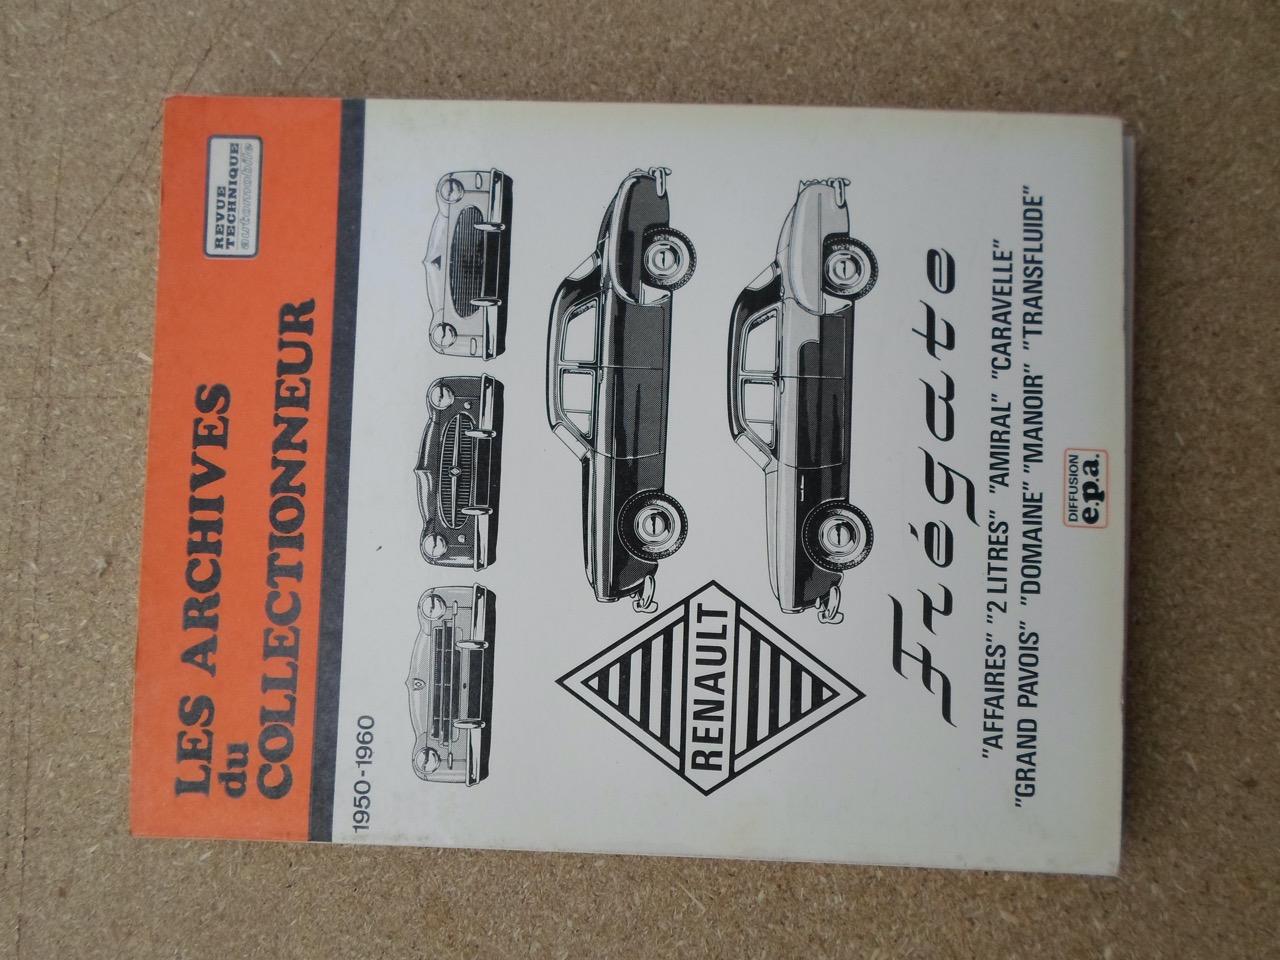 LES ARCHIVES
du
COLLECTIONNEUR
REVUE
TECHNIQUE
automobile
1950-1960
RENAULT
Frégate
"AFFAIRES" "2 LITRES" "AMIRAL" "CARAVELLE"
"GRAND PAVOIS" "DOMAINE" "MANOIR" "TRANSFLUIDE"
DIFFUSION
e.p.a.